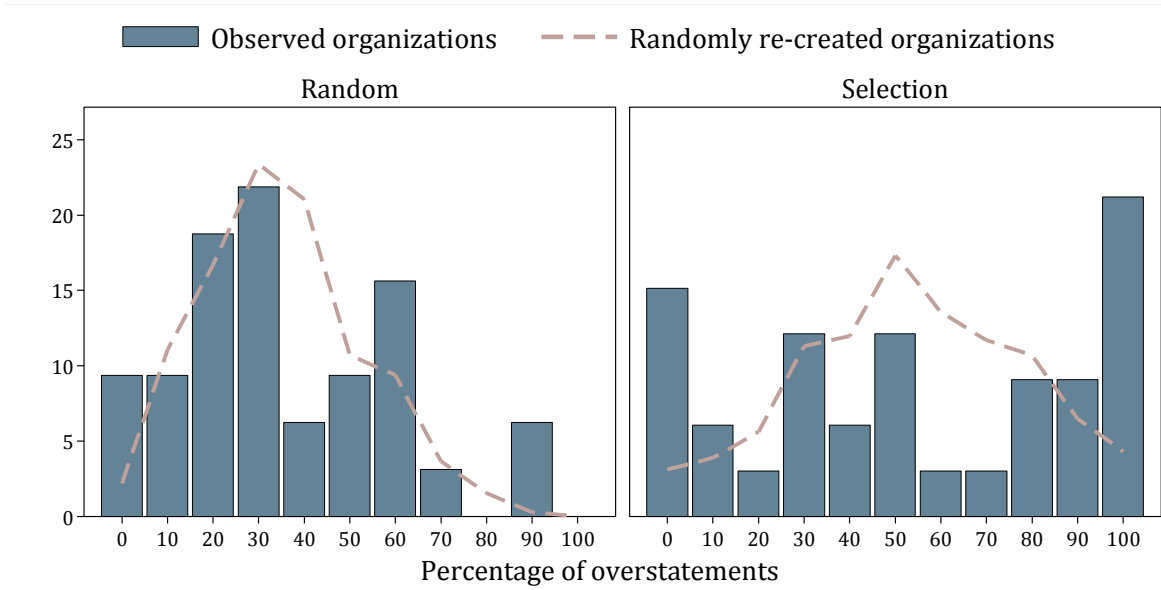 Observed organizations Randomly re-created organizations
Random Selection
25
20
15
10
5
0
0 10 20 30 40 50 60 70 80 90 100 0 10 20 30 40 50 60 70 80 90 100
Percentage of overstatements